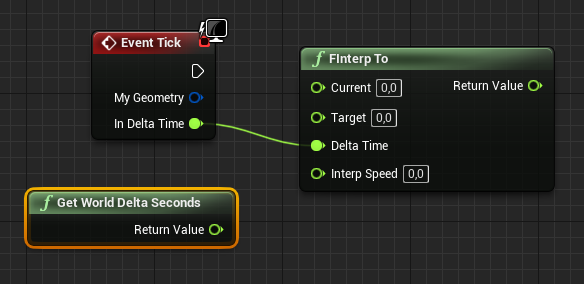 Event Tick
My Geometry
In Delta Time
f FInterp To
Current 0,0
Return Value
Target 0,0
Delta Time
Interp Speed 0,0
f Get World Delta Seconds
Return Value